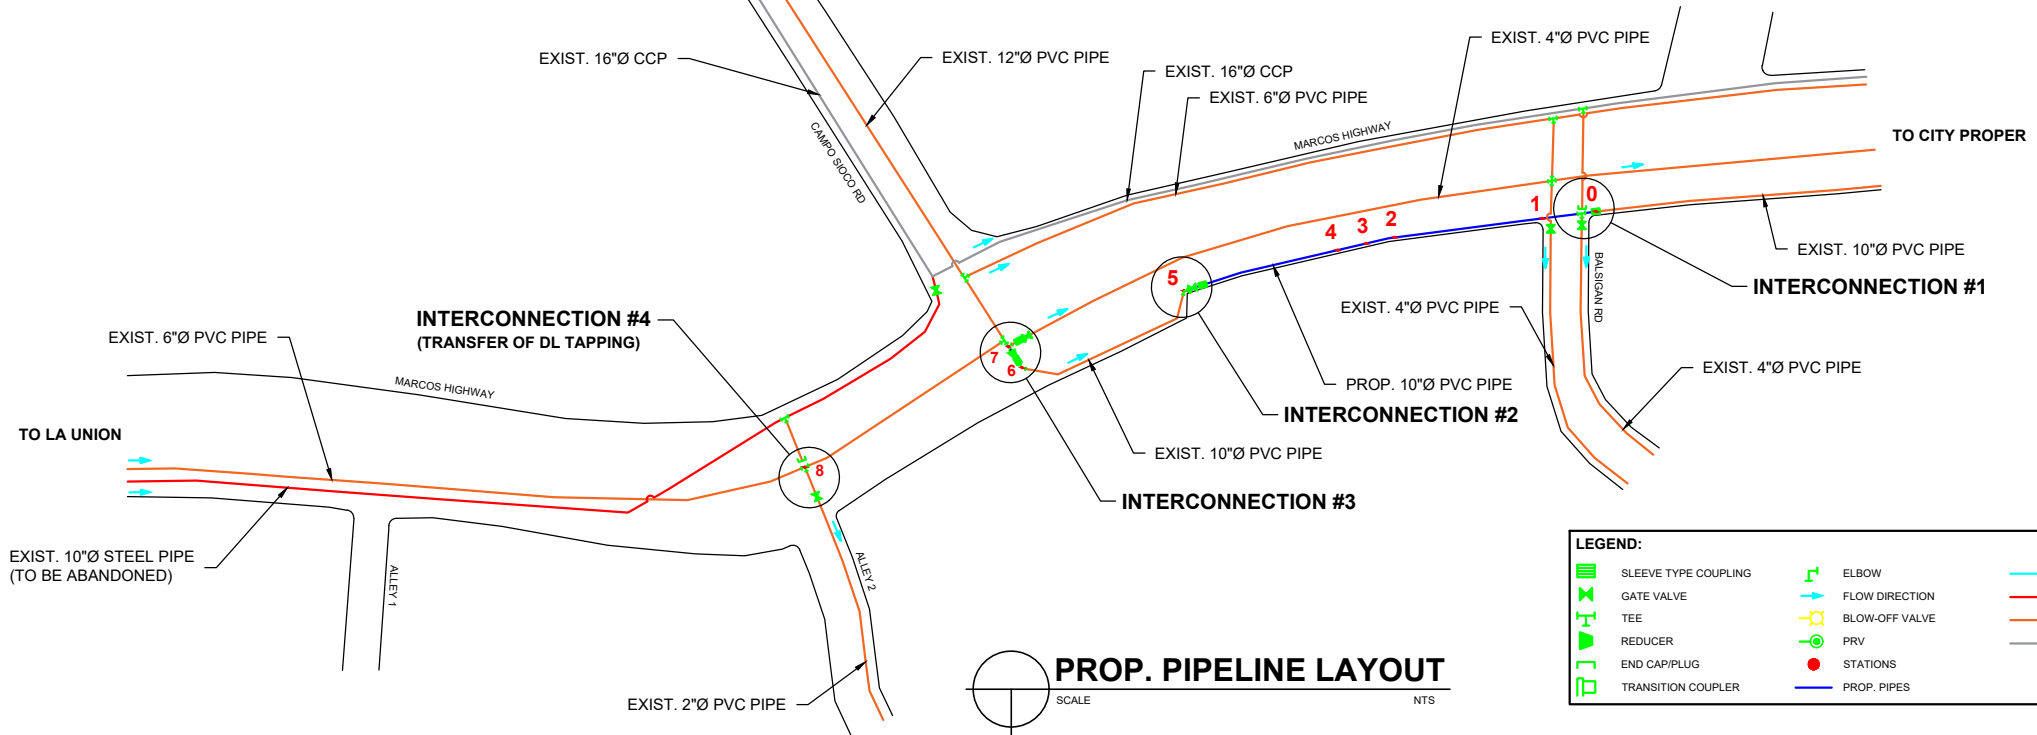 EXIST. 16"Ø CCP
EXIST. 12"Ø PVC PIPE
EXIST. 16"Ø CCP
EXIST. 6"Ø PVC PIPE
EXIST. 4"Ø PVC PIPE
CAMPO SIOCO RD
MARCOS HIGHWAY
TO CITY PROPER
0
1
2
3
4
5
EXIST. 10"Ø PVC PIPE
BALSIGAN RD
INTERCONNECTION #1
EXIST. 4"Ø PVC PIPE
INTERCONNECTION #4
(TRANSFER OF DL TAPPING)
EXIST. 6"Ø PVC PIPE
7
6
EXIST. 4"Ø PVC PIPE
PROP. 10"Ø PVC PIPE
MARCOS HIGHWAY
INTERCONNECTION #2
TO LA UNION
EXIST. 10"Ø PVC PIPE
8
INTERCONNECTION #3
EXIST. 10"Ø STEEL PIPE
(TO BE ABANDONED)
ALLEY 1
ALLEY 2
EXIST. 2"Ø PVC PIPE
PROP. PIPELINE LAYOUT
SCALE
NTS
LEGEND:
SLEEVE TYPE COUPLING
GATE VALVE
TEE
REDUCER
END CAP/PLUG
TRANSITION COUPLER
ELBOW
FLOW DIRECTION
BLOW-OFF VALVE
PRV
STATIONS
PROP. PIPES